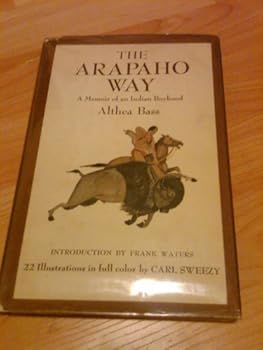 THE
ARAPAHO
WAY
A Memoir of an Indian Boyhood
Althea Bass
INTRODUCTION BY FRANK WATERS
22 Illustrations in full color by CARL SWEEZY